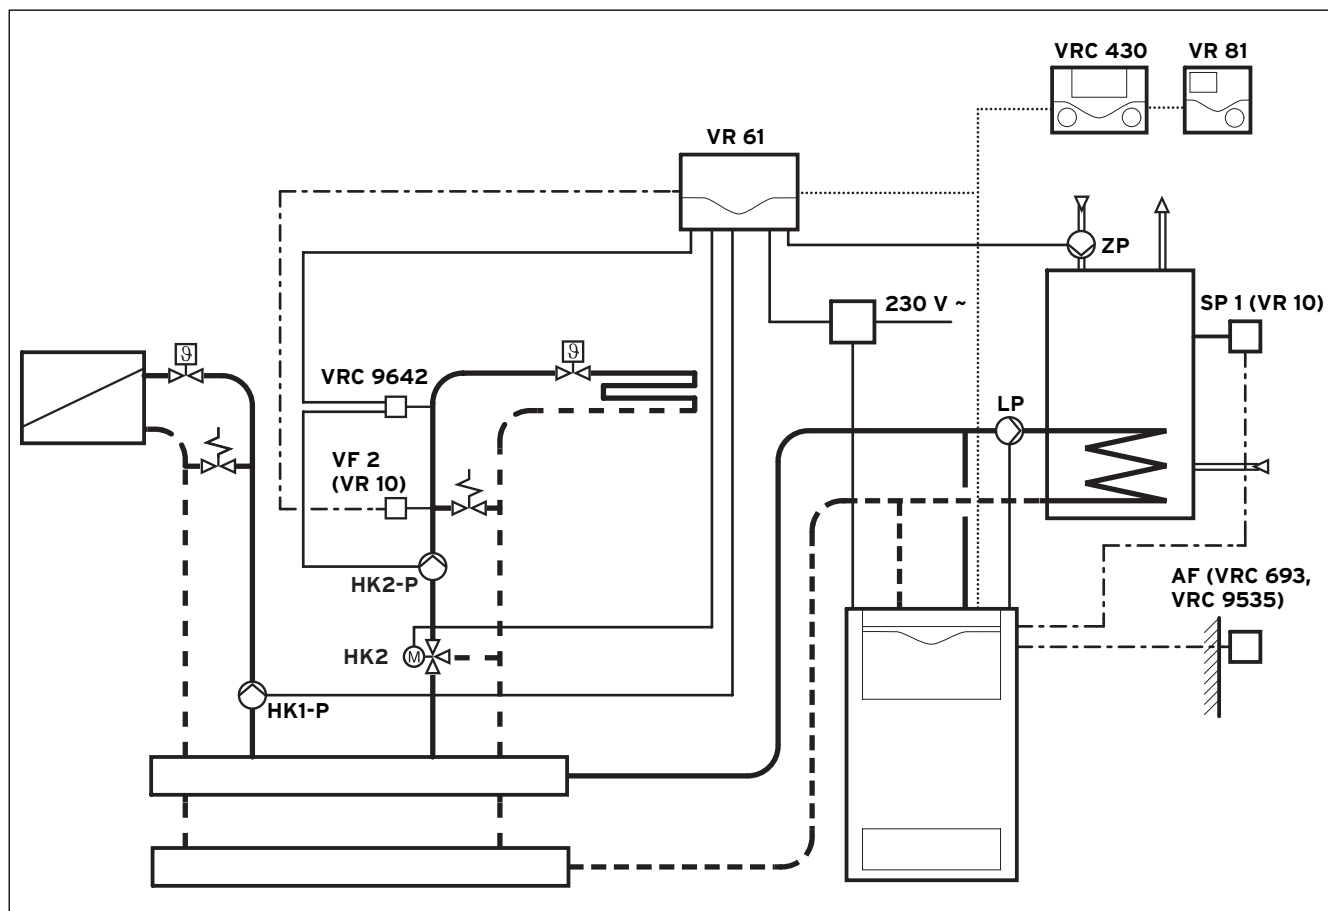 VRC 430
VR 81
VR 61
ZP
230 V ~
SP 1 (VR 10)
ϑ
ϑ
VRC 9642
LP
VF 2
(VR 10)
HK2-P
AF (VRC 693,
VRC 9535)
HK2
M
HK1-P